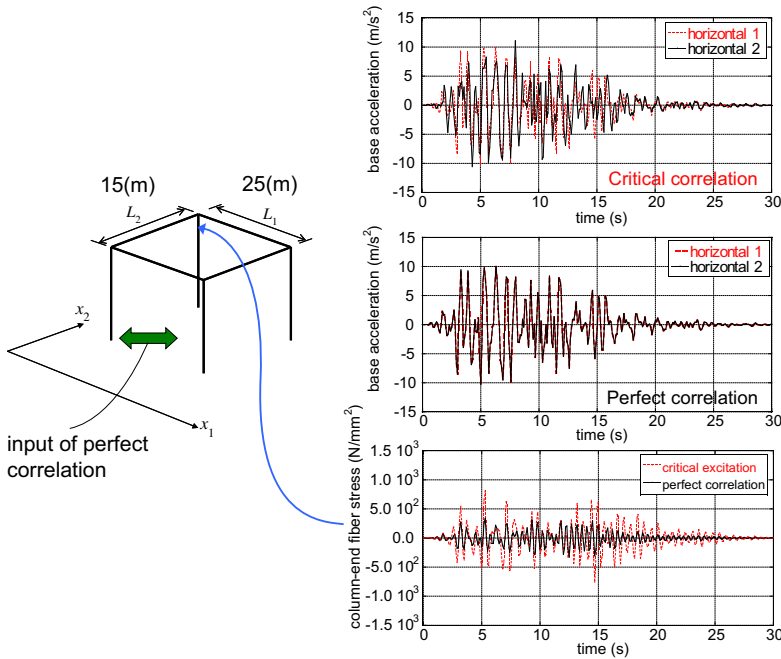 15(m)
25(m)
L₂
L₁
x₂
x₁
input of perfect
correlation
base acceleration (m/s²)
15
10
5
0
-5
-10
-15
horizontal 1
horizontal 2
Critical correlation
0 5 10 15 20 25 30
time (s)
base acceleration (m/s²)
15
10
5
0
-5
-10
-15
horizontal 1
horizontal 2
Perfect correlation
0 5 10 15 20 25 30
time (s)
column-end fiber stress (N/mm²)
1.5 10³
1.0 10³
5.0 10²
0.0
-5.0 10²
-1.0 10³
-1.5 10³
critical excitation
perfect correlation
0 5 10 15 20 25 30
time (s)